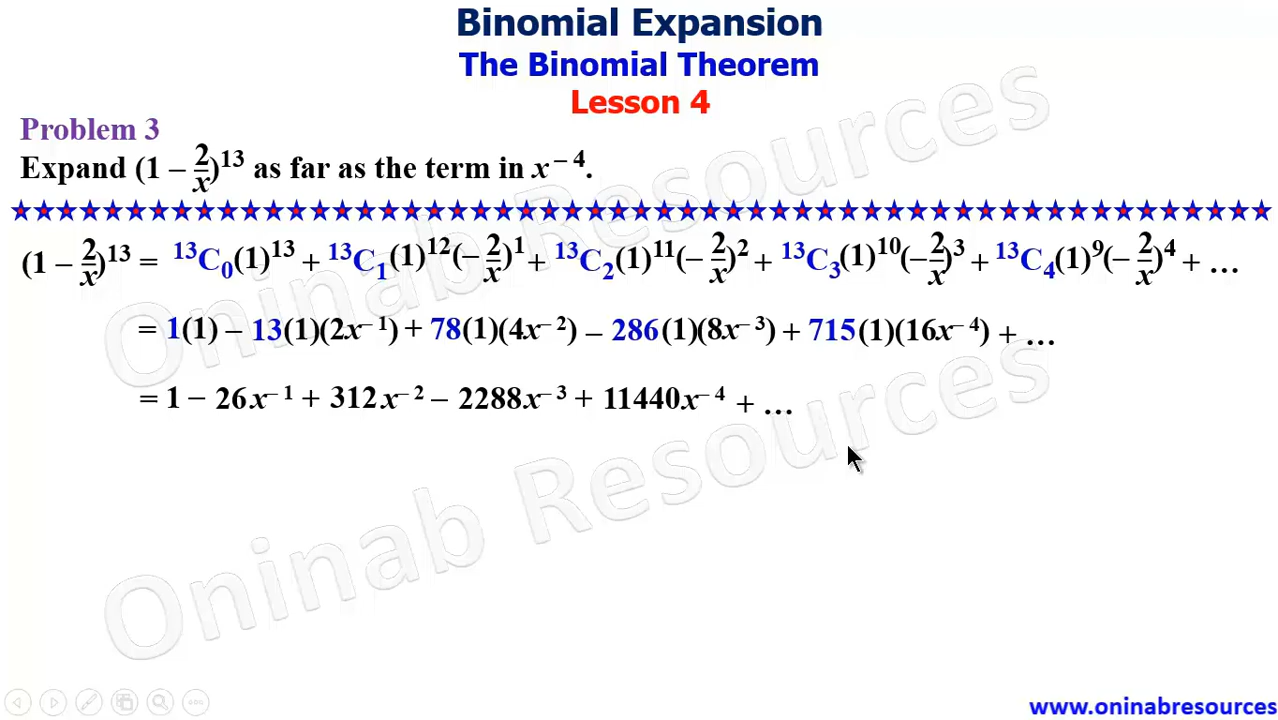 Binomial Expansion
The Binomial Theorem
Lesson 4
Problem 3
Expand (1 – 2/x)¹³ as far as the term in x⁻⁴.
(1 – 2/x)¹³ = ¹³C₀(1)¹³ + ¹³C₁(1)¹²(– 2/x)¹ + ¹³C₂(1)¹¹(– 2/x)² + ¹³C₃(1)¹⁰(– 2/x)³ + ¹³C₄(1)⁹(– 2/x)⁴ + …
= 1(1) – 13(1)(2x⁻¹) + 78(1)(4x⁻²) – 286(1)(8x⁻³) + 715(1)(16x⁻⁴) + …
= 1 – 26x⁻¹ + 312x⁻² – 2288x⁻³ + 11440x⁻⁴ + …
Oninab Resources
Oninab Resources
www.oninabresources